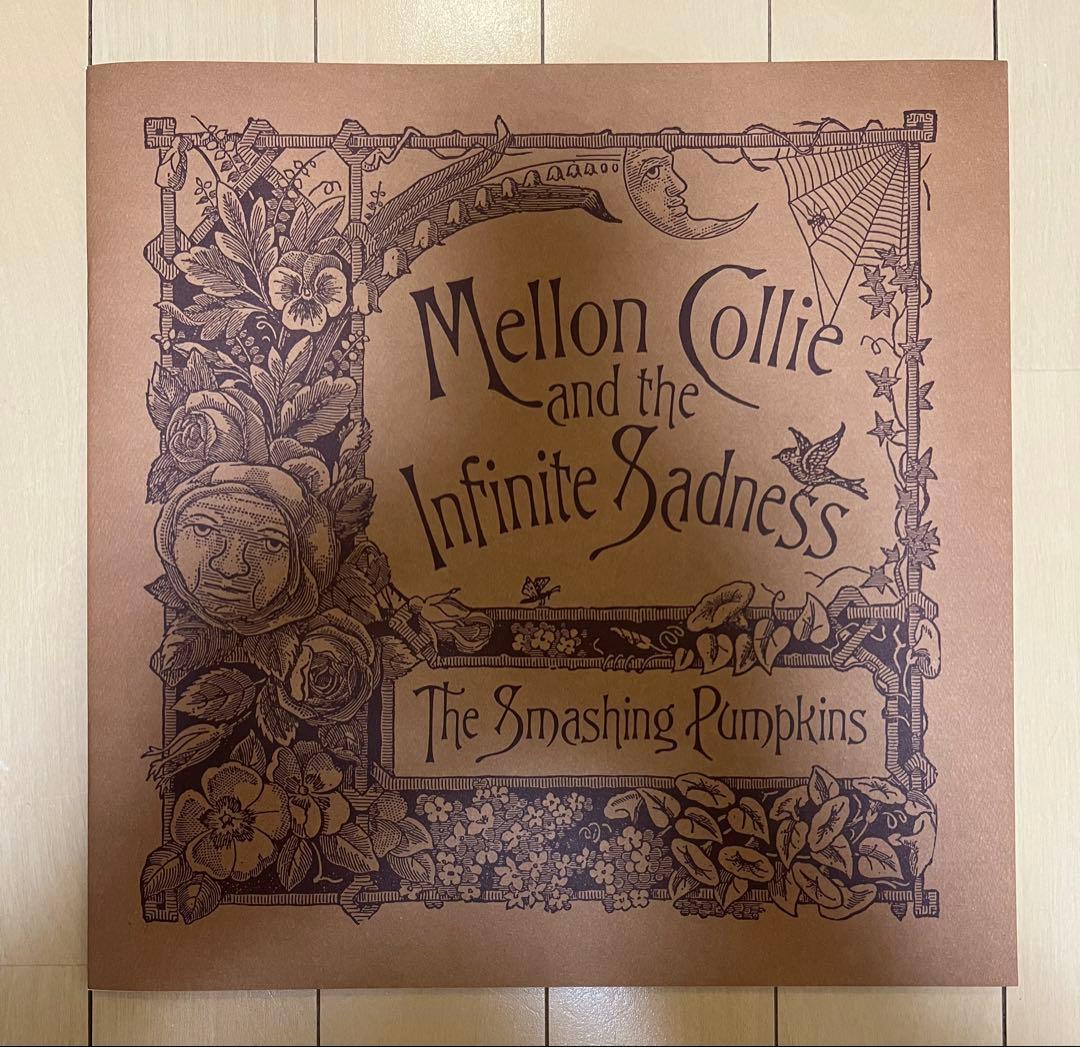 Mellon Collie
and the
Infinite Sadness
The Smashing Pumpkins